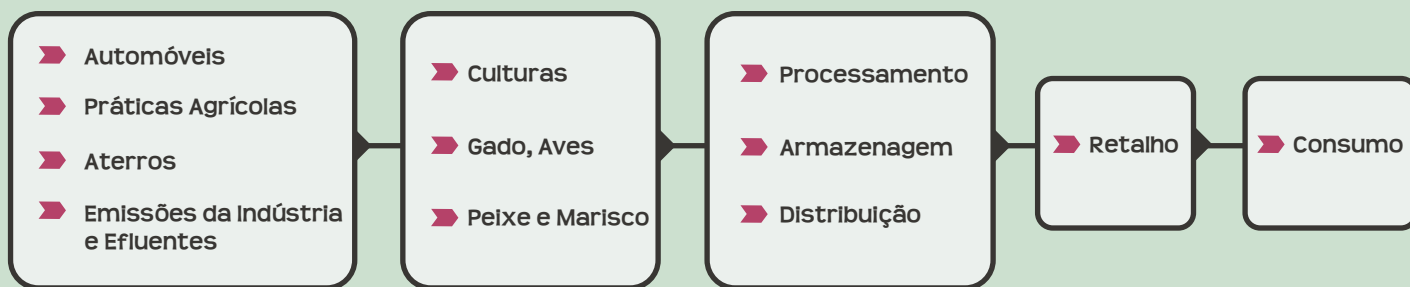 Automóveis
Práticas Agrícolas
Aterros
Emissões da Indústria
e Efluentes
Culturas
Gado, Aves
Peixe e Marisco
Processamento
Armazenagem
Distribuição
Retalho
Consumo